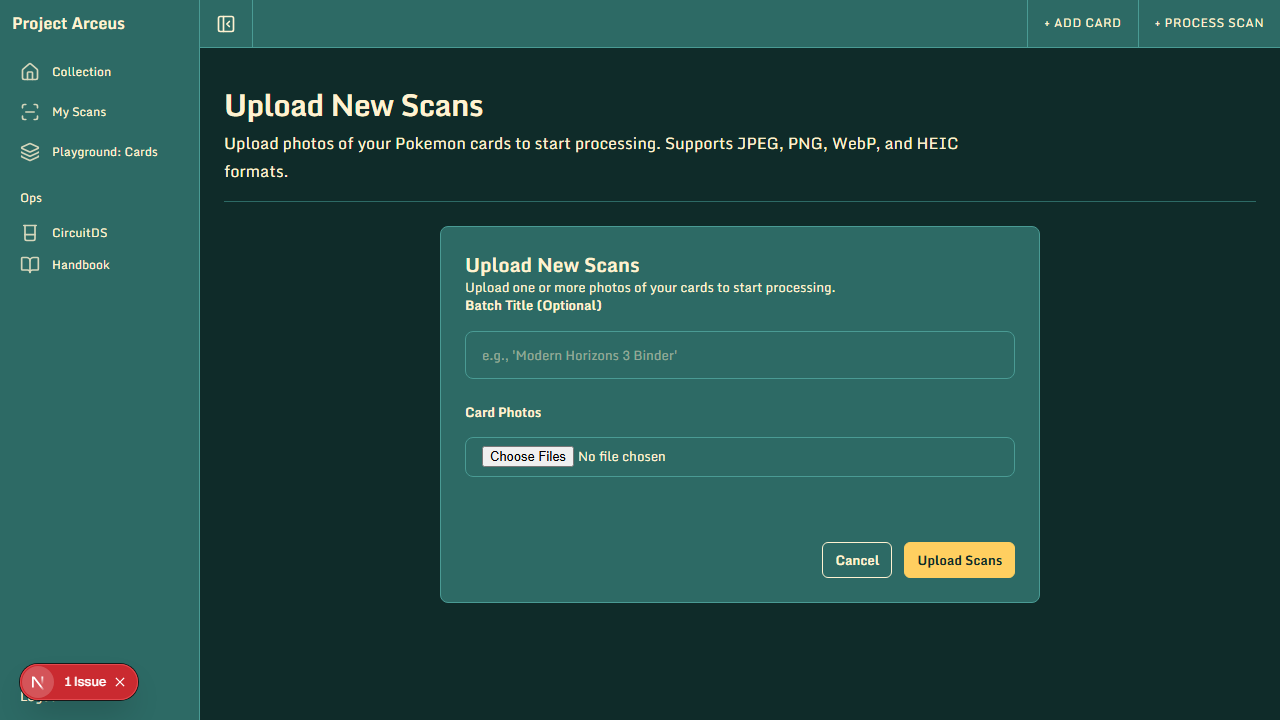 Project Arceus
+ ADD CARD
+ PROCESS SCAN
Collection
My Scans
Playground: Cards
Ops
CircuitDS
Handbook
Upload New Scans
Upload photos of your Pokemon cards to start processing. Supports JPEG, PNG, WebP, and HEIC
formats.
Upload New Scans
Upload one or more photos of your cards to start processing.
Batch Title (Optional)
e.g., 'Modern Horizons 3 Binder'
Card Photos
Choose Files No file chosen
Cancel
Upload Scans
N
1 Issue